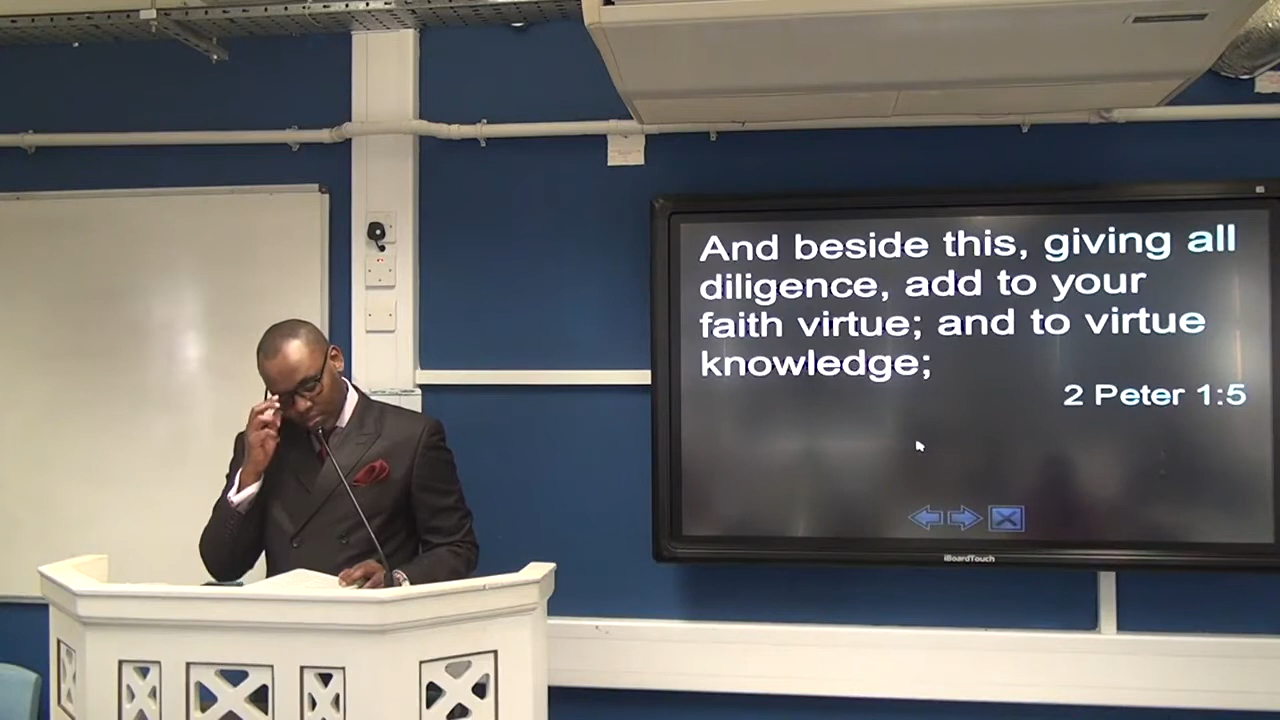 And beside this, giving all
diligence, add to your
faith virtue; and to virtue
knowledge;
2 Peter 1:5
iBoardTouch